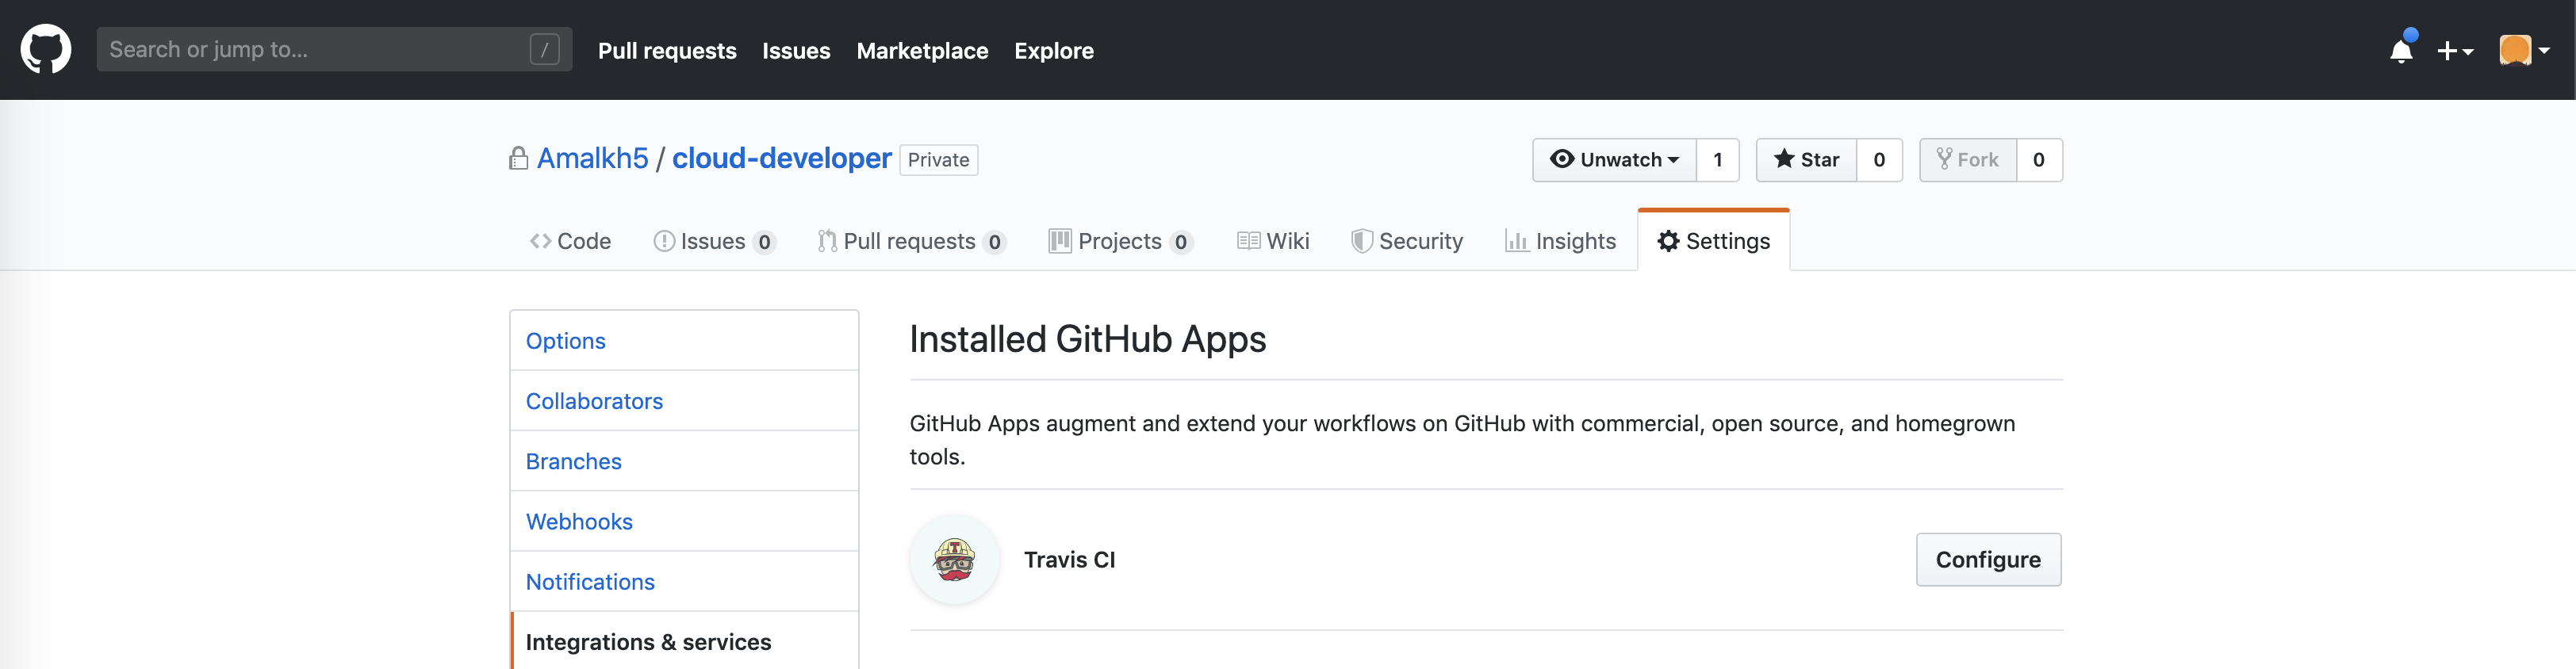 Search or jump to... /
Pull requests Issues Marketplace Explore
Amalkh5 / cloud-developer Private
Unwatch 1 Star 0 Fork 0
Code Issues 0 Pull requests 0 Projects 0 Wiki Security Insights Settings
Options
Collaborators
Branches
Webhooks
Notifications
Integrations & services
Installed GitHub Apps
GitHub Apps augment and extend your workflows on GitHub with commercial, open source, and homegrown
tools.
Travis CI Configure